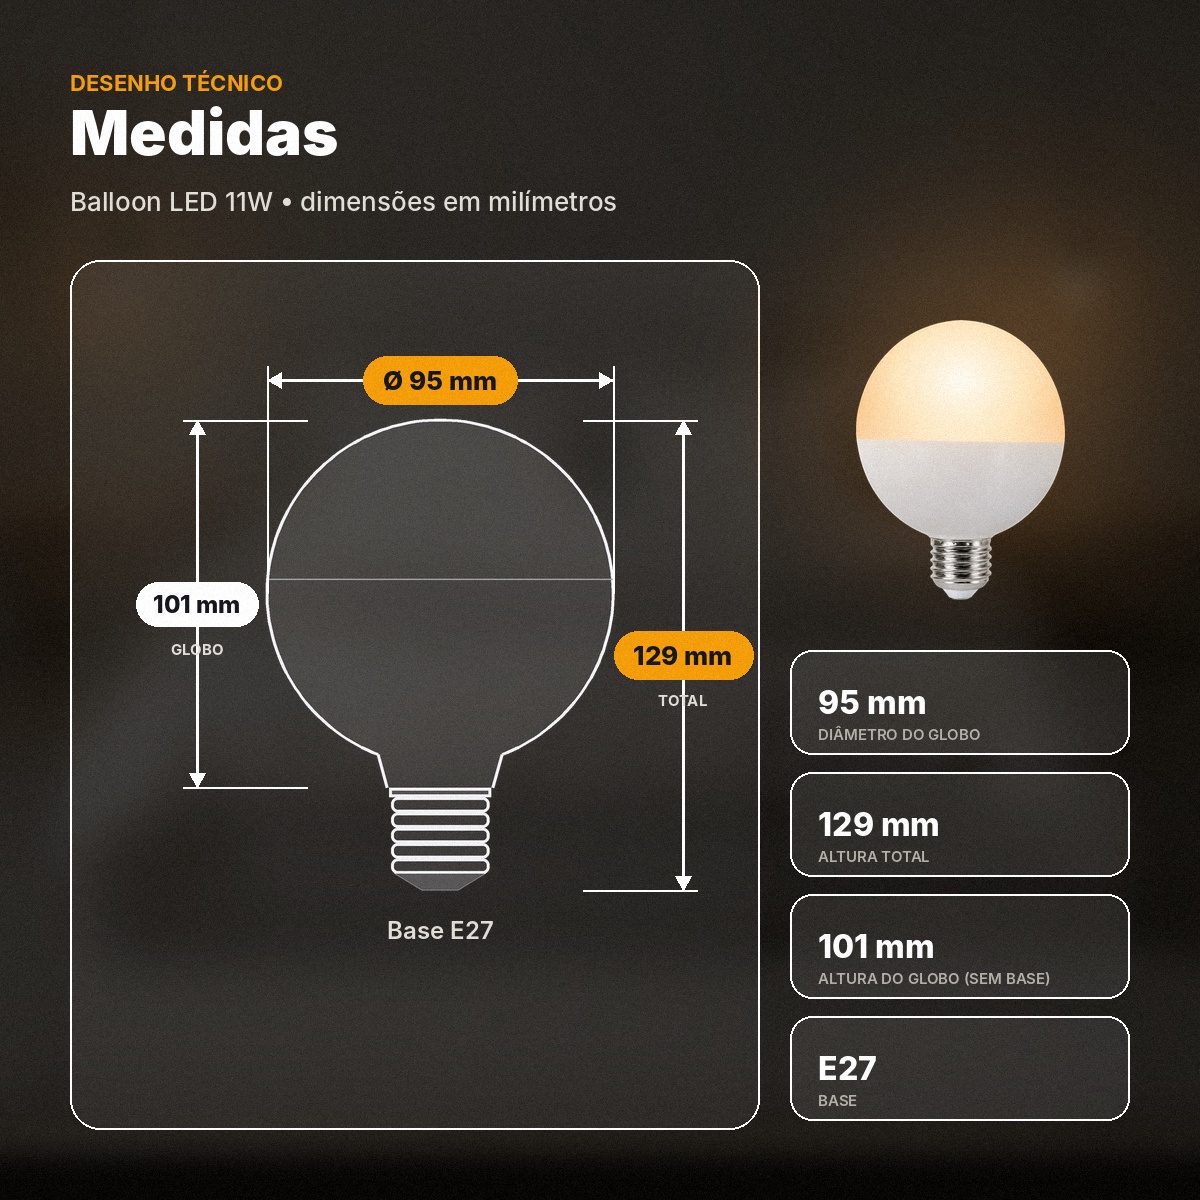 DESENHO TÉCNICO
Medidas
Balloon LED 11W • dimensões em milímetros
Ø 95 mm
101 mm
GLOBO
129 mm
TOTAL
Base E27
95 mm
DIÂMETRO DO GLOBO
129 mm
ALTURA TOTAL
101 mm
ALTURA DO GLOBO (SEM BASE)
E27
BASE